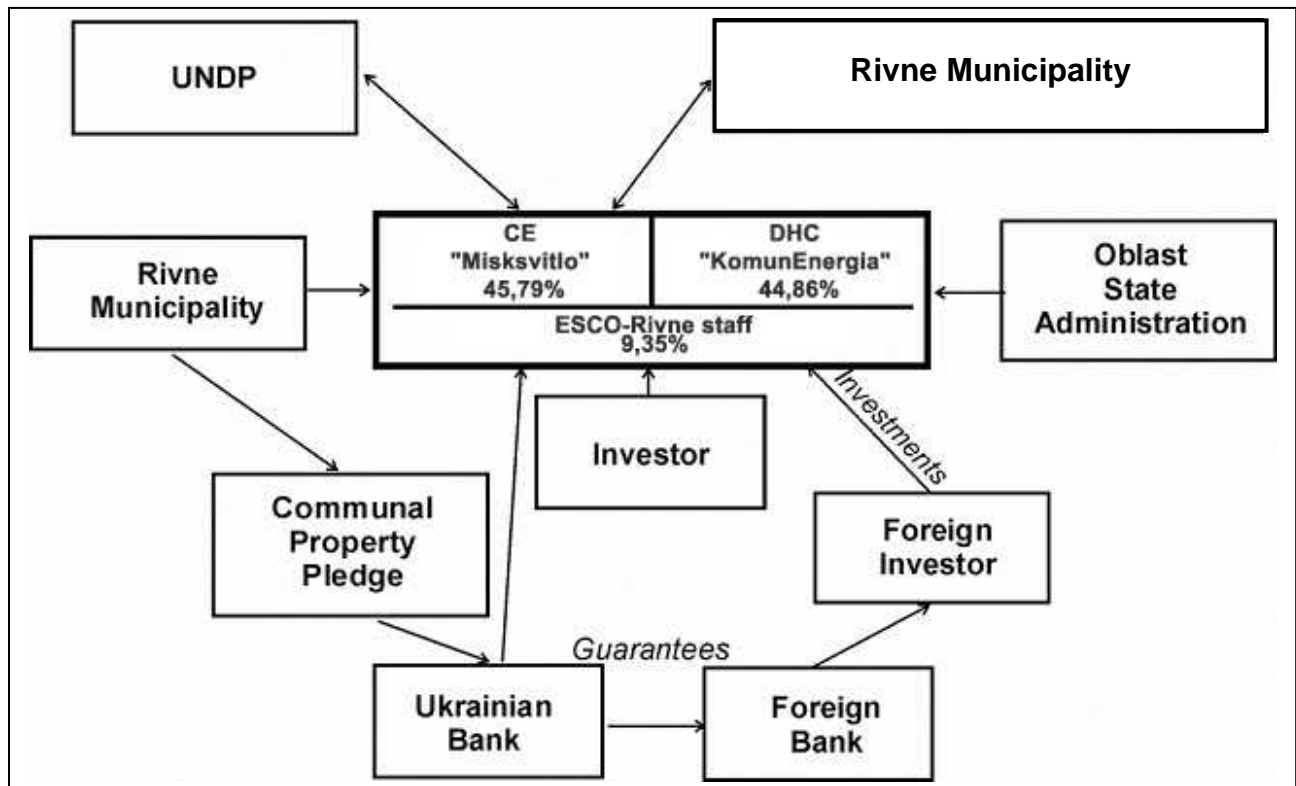 UNDP
Rivne Municipality
CE
"Misksvitlo"
45,79%
DHC
"KomunEnergia"
44,86%
ESCO-Rivne staff
9,35%
Rivne
Municipality
Oblast
State
Administration
Investor
Investments
Communal
Property
Pledge
Foreign
Investor
Guarantees
Ukrainian
Bank
Foreign
Bank